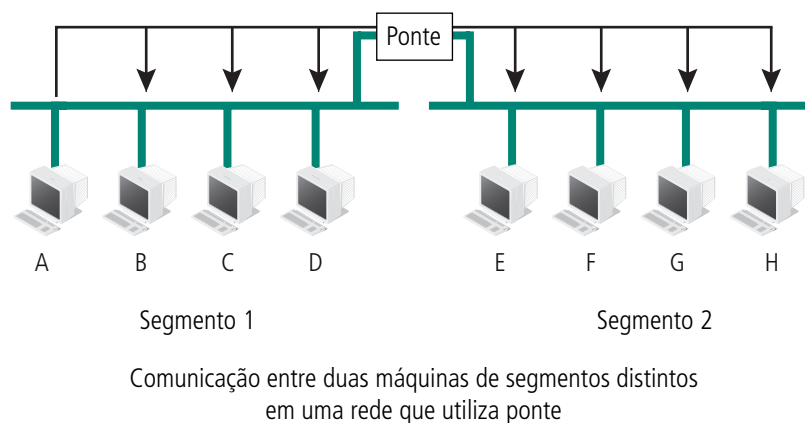 Ponte
A B C D E F G H
Segmento 1 Segmento 2
Comunicação entre duas máquinas de segmentos distintos
em uma rede que utiliza ponte